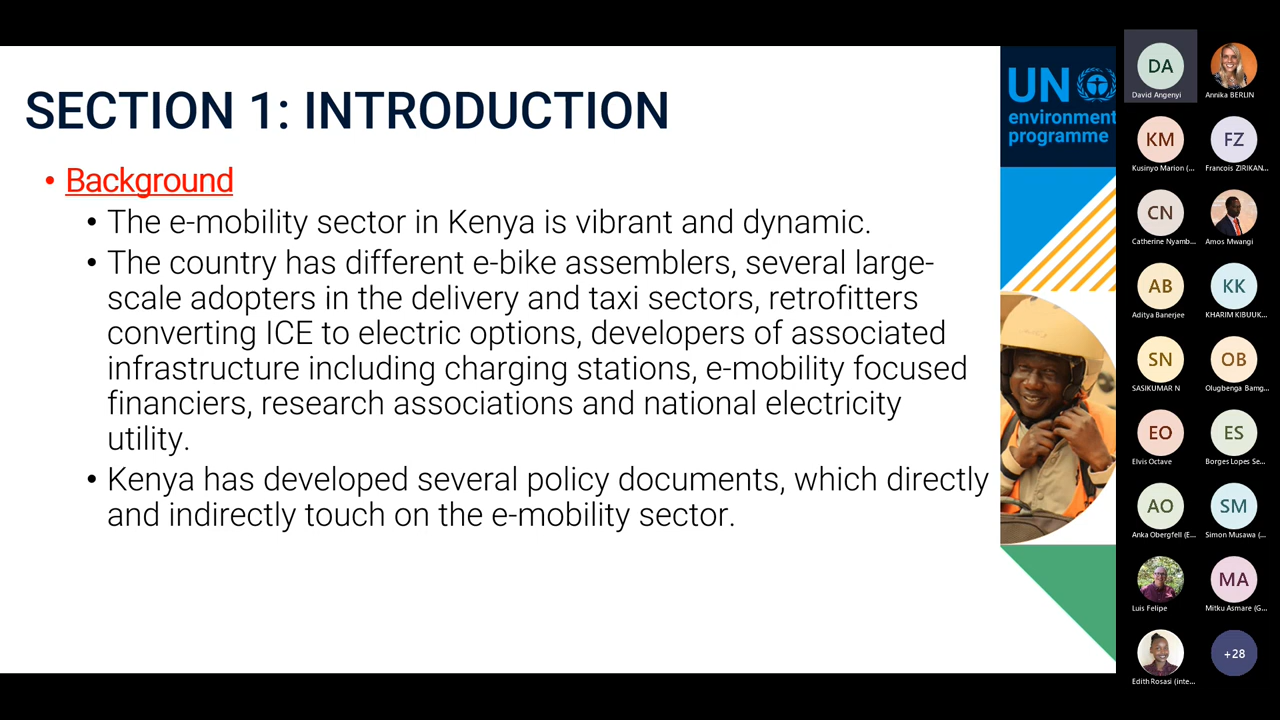 SECTION 1: INTRODUCTION
• Background
• The e-mobility sector in Kenya is vibrant and dynamic.
• The country has different e-bike assemblers, several large-
scale adopters in the delivery and taxi sectors, retrofitters
converting ICE to electric options, developers of associated
infrastructure including charging stations, e-mobility focused
financiers, research associations and national electricity
utility.
• Kenya has developed several policy documents, which directly
and indirectly touch on the e-mobility sector.
UN
environment
programme
DA
David Angenyi
Annika BERLIN
KM
Kusinyo Marion (...
FZ
Francois ZIRIKAN...
CN
Catherine Nyamb...
Amos Mwangi
AB
Aditya Banerjee
KK
KHARIM KIBUUK...
SN
SASIKUMAR N
OB
Olugbenga Bamg...
EO
Elvis Octave
ES
Borges Lopes Se...
AO
Anka Obergfell (E...
SM
Simon Musawa (...
Luis Felipe
MA
Mitku Asmare (G...
Edith Rosasi (inte...
+28